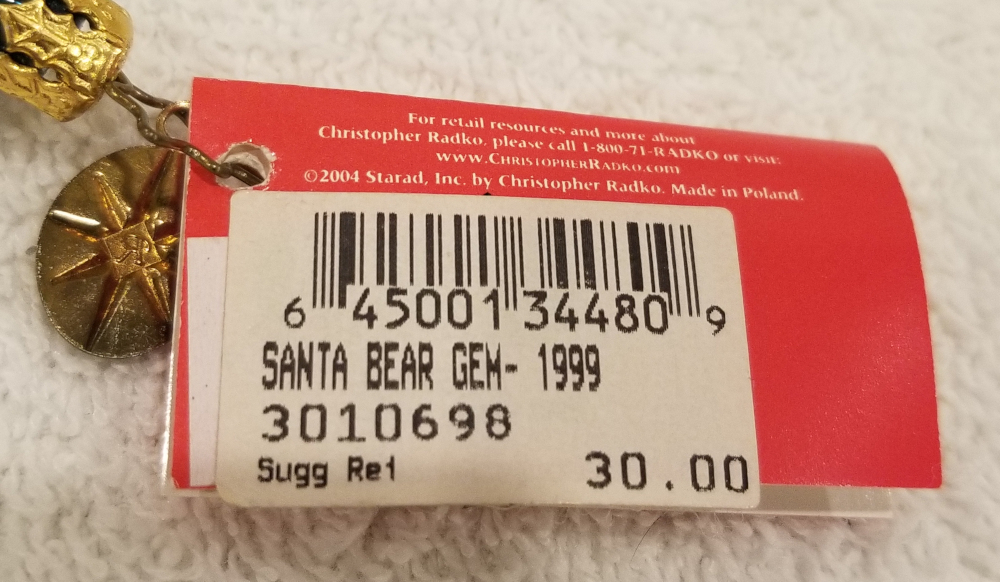 For retail resources and more about
Christopher Radko, please call 1-800-71-RADKO or visit:
www.ChristopherRadko.com
©2004 Starad, Inc. by Christopher Radko. Made in Poland.
6 45001 34480 9
SANTA BEAR GEM- 1999
3010698
Sugg Ret 30.00
R